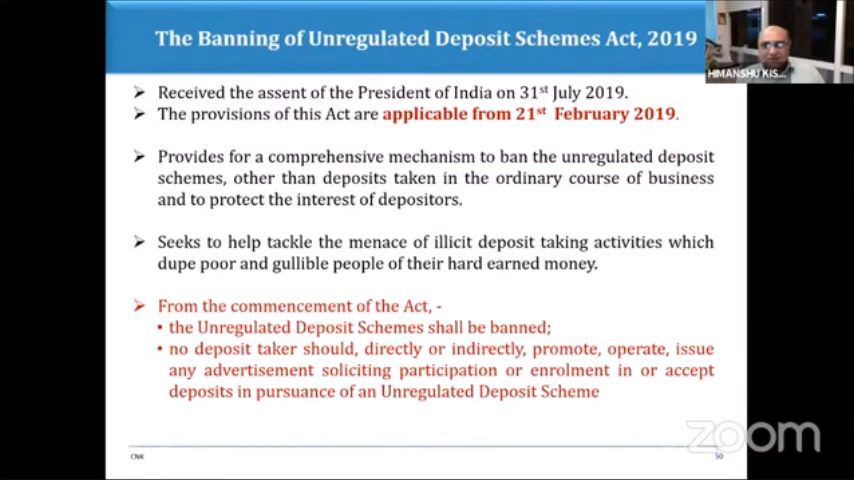 The Banning of Unregulated Deposit Schemes Act, 2019
HIMANSHU KIS...
➤ Received the assent of the President of India on 31st July 2019.
➤ The provisions of this Act are applicable from 21st February 2019.
➤ Provides for a comprehensive mechanism to ban the unregulated deposit
schemes, other than deposits taken in the ordinary course of business
and to protect the interest of depositors.
➤ Seeks to help tackle the menace of illicit deposit taking activities which
dupe poor and gullible people of their hard earned money.
➤ From the commencement of the Act, -
• the Unregulated Deposit Schemes shall be banned;
• no deposit taker should, directly or indirectly, promote, operate, issue
any advertisement soliciting participation or enrolment in or accept
deposits in pursuance of an Unregulated Deposit Scheme
zoom
CNK
50